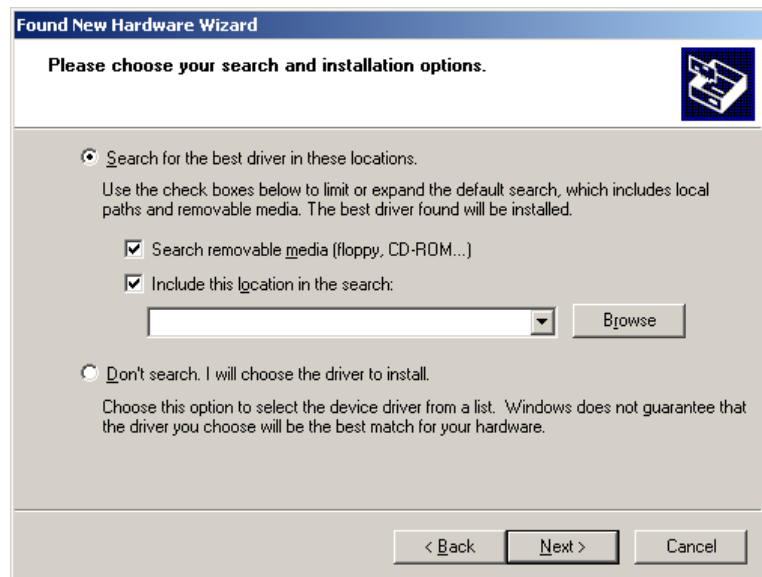 Found New Hardware Wizard
Please choose your search and installation options.
Search for the best driver in these locations.
Use the check boxes below to limit or expand the default search, which includes local
paths and removable media. The best driver found will be installed.
Search removable media (floppy, CD-ROM...)
Include this location in the search:
Browse
Don't search. I will choose the driver to install.
Choose this option to select the device driver from a list. Windows does not guarantee that
the driver you choose will be the best match for your hardware.
< Back Next > Cancel